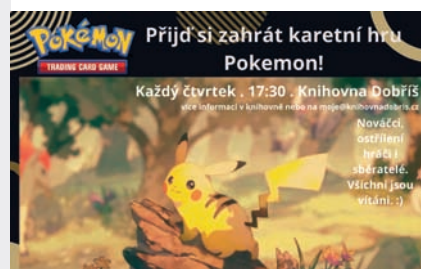 POKÉMON
TRADING CARD GAME
Přijď si zahrát karetní hru
Pokemon!
Každý čtvrtek . 17:30 . Knihovna Dobříš
více informací v knihovně nebo na moje@knihovnadobris.cz
Nováčci,
ostřílení
hráči i
sběratelé.
Všichni jsou
vítáni. :)